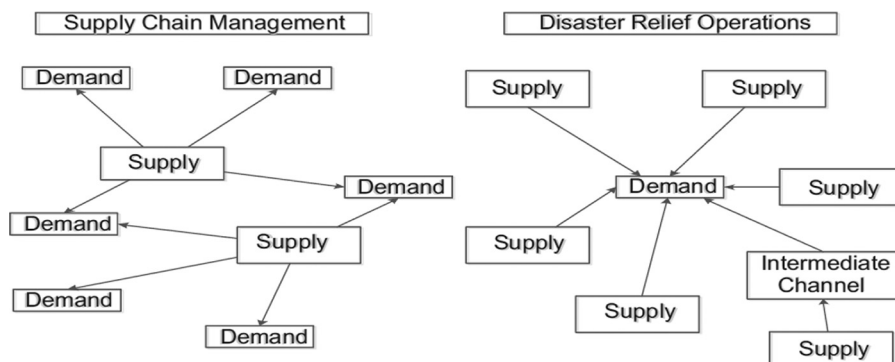 Supply Chain Management
Demand
Demand
Supply
Demand
Demand
Supply
Demand
Demand
Disaster Relief Operations
Supply
Supply
Demand
Supply
Supply
Intermediate
Channel
Supply
Supply